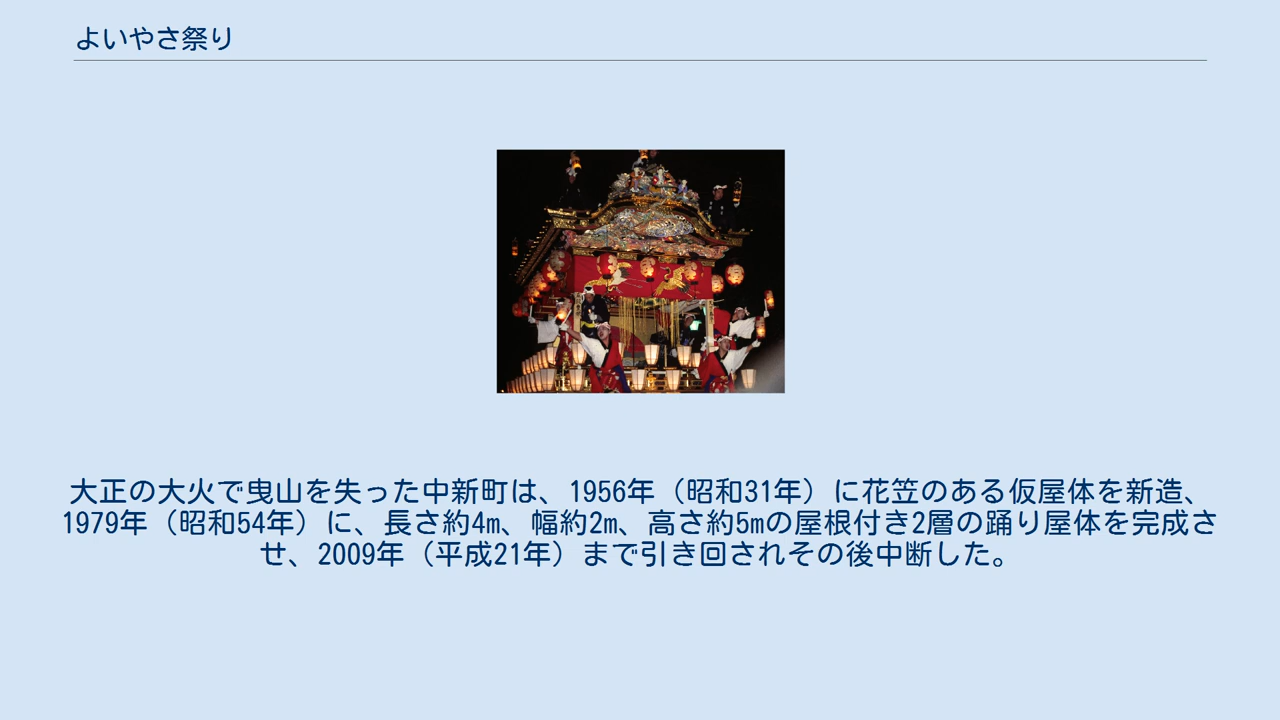 よいやさ祭り
大正の大火で曳山を失った中新町は、1956年（昭和31年）に花笠のある仮屋体を新造、
1979年（昭和54年）に、長さ約4m、幅約2m、高さ約5mの屋根付き2層の踊り屋体を完成さ
せ、2009年（平成21年）まで引き回されその後中断した。